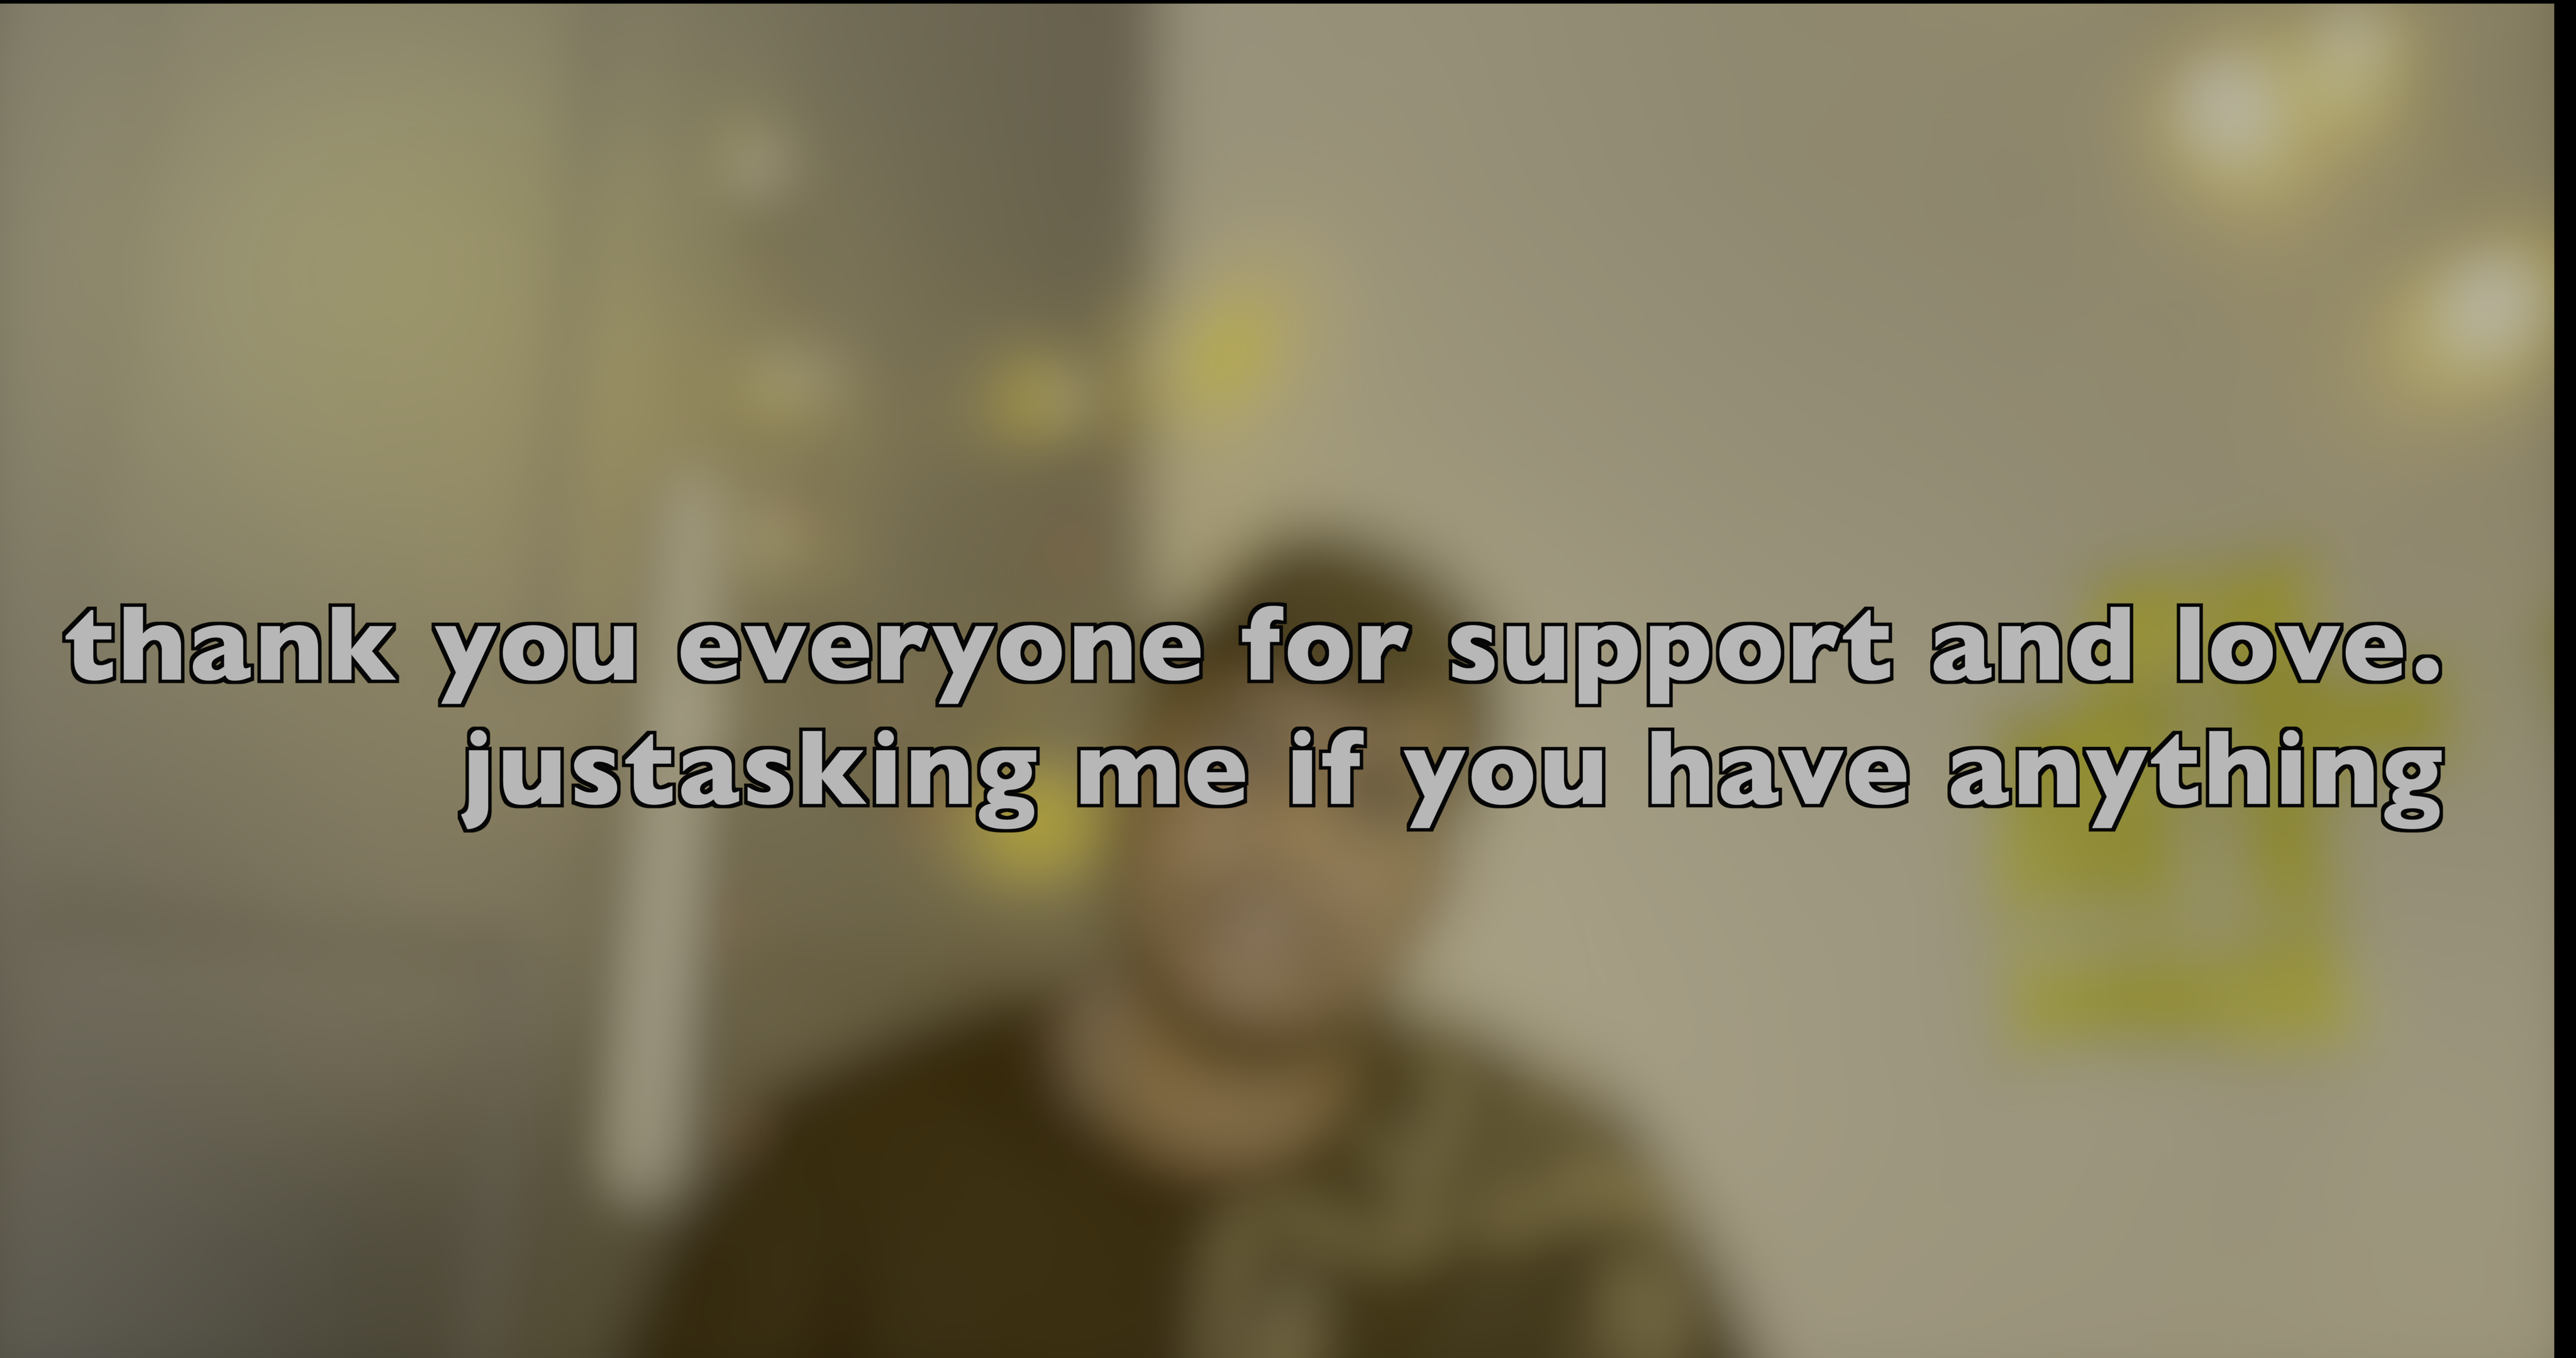 thank you everyone for support and love.
justasking me if you have anything